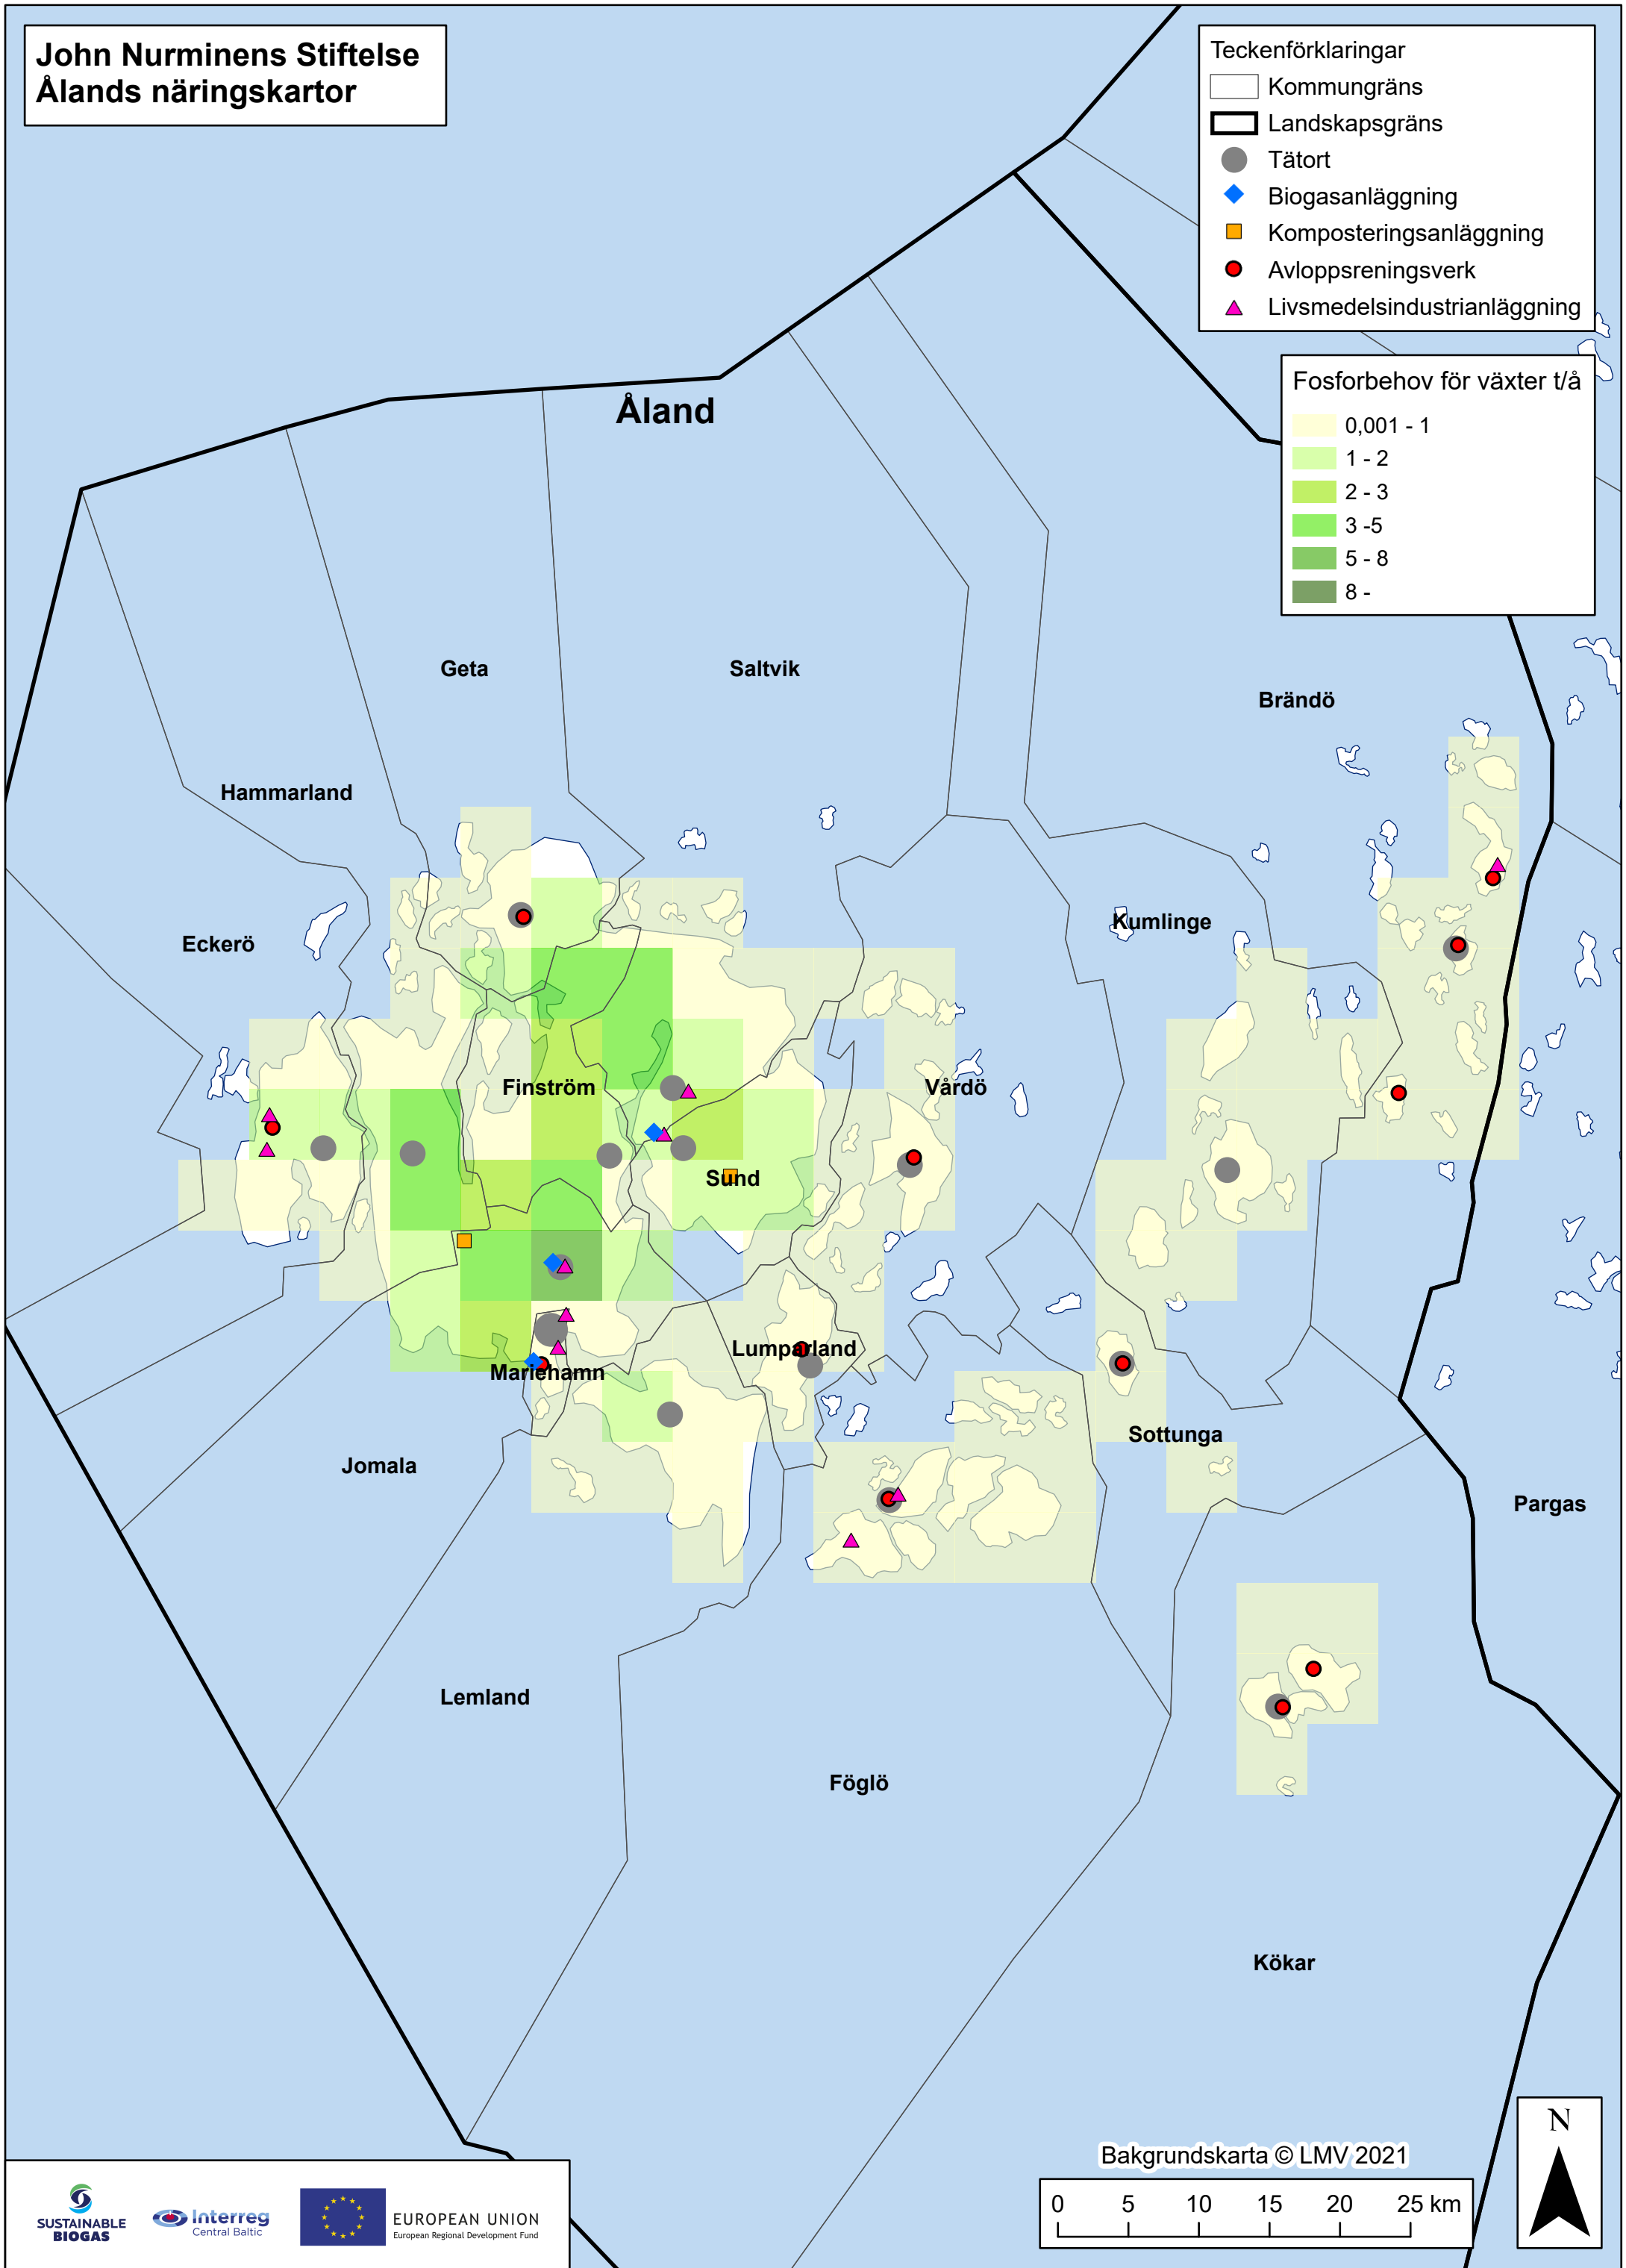 John Nurminens Stiftelse
Ålands näringskartor
Teckenförklaringar
Kommungräns
Landskapsgräns
Tätort
Biogasanläggning
Komposteringsanläggning
Avloppsreningsverk
Livsmedelsindustrianläggning
Fosforbehov för växter t/å
0,001 - 1
1 - 2
2 - 3
3 -5
5 - 8
8 -
Åland
Geta
Saltvik
Brändö
Hammarland
Eckerö
Kumlinge
Finström
Vårdö
Sund
Lumparland
Mariehamn
Sottunga
Jomala
Pargas
Lemland
Föglö
Kökar
N
Bakgrundskarta © LMV 2021
0 5 10 15 20 25 km
SUSTAINABLE
BIOGAS
Interreg
Central Baltic
EUROPEAN UNION
European Regional Development Fund